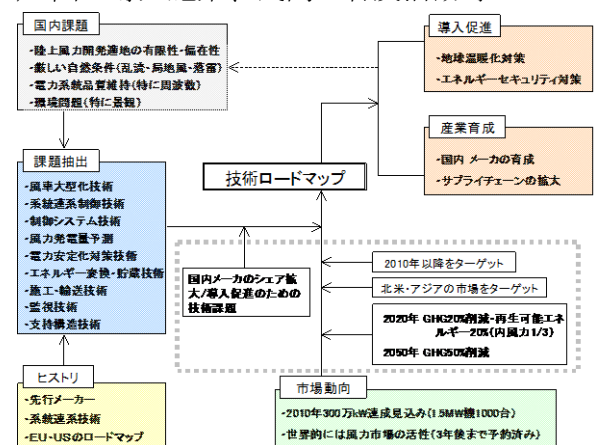 国内課題
・陸上風力開発適地の有限性・偏在性
・厳しい自然条件(乱流・局地風・落雷)
・電力系統品質維持(特に周波数)
・環境問題(特に景観)
導入促進
・地球温暖化対策
・エネルギーセキュリティ対策
産業育成
・国内 メーカの育成
・サプライチェーンの拡大
課題抽出
・風車大型化技術
・系統連系制御技術
・制御システム技術
・風力発電量予測
・電力安定化対策技術
・エネルギー変換・貯蔵技術
・施工・輸送技術
・監視技術
・支持構造技術
技術ロードマップ
国内メーカのシェア拡
大/導入促進のための
技術課題
2010年以降をターゲット
北米・アジアの市場をターゲット
2020年 GHG20%削減・再生可能エネ
ルギー20%(内風力1/3)
2050年 GHG50%削減
ヒストリ
・先行メーカー
・系統連系技術
・EU・USのロードマップ
市場動向
・2010年300万kW達成見込み(1.5MW機1000台)
・世界的には風力市場の活性(3年後まで予約済み)